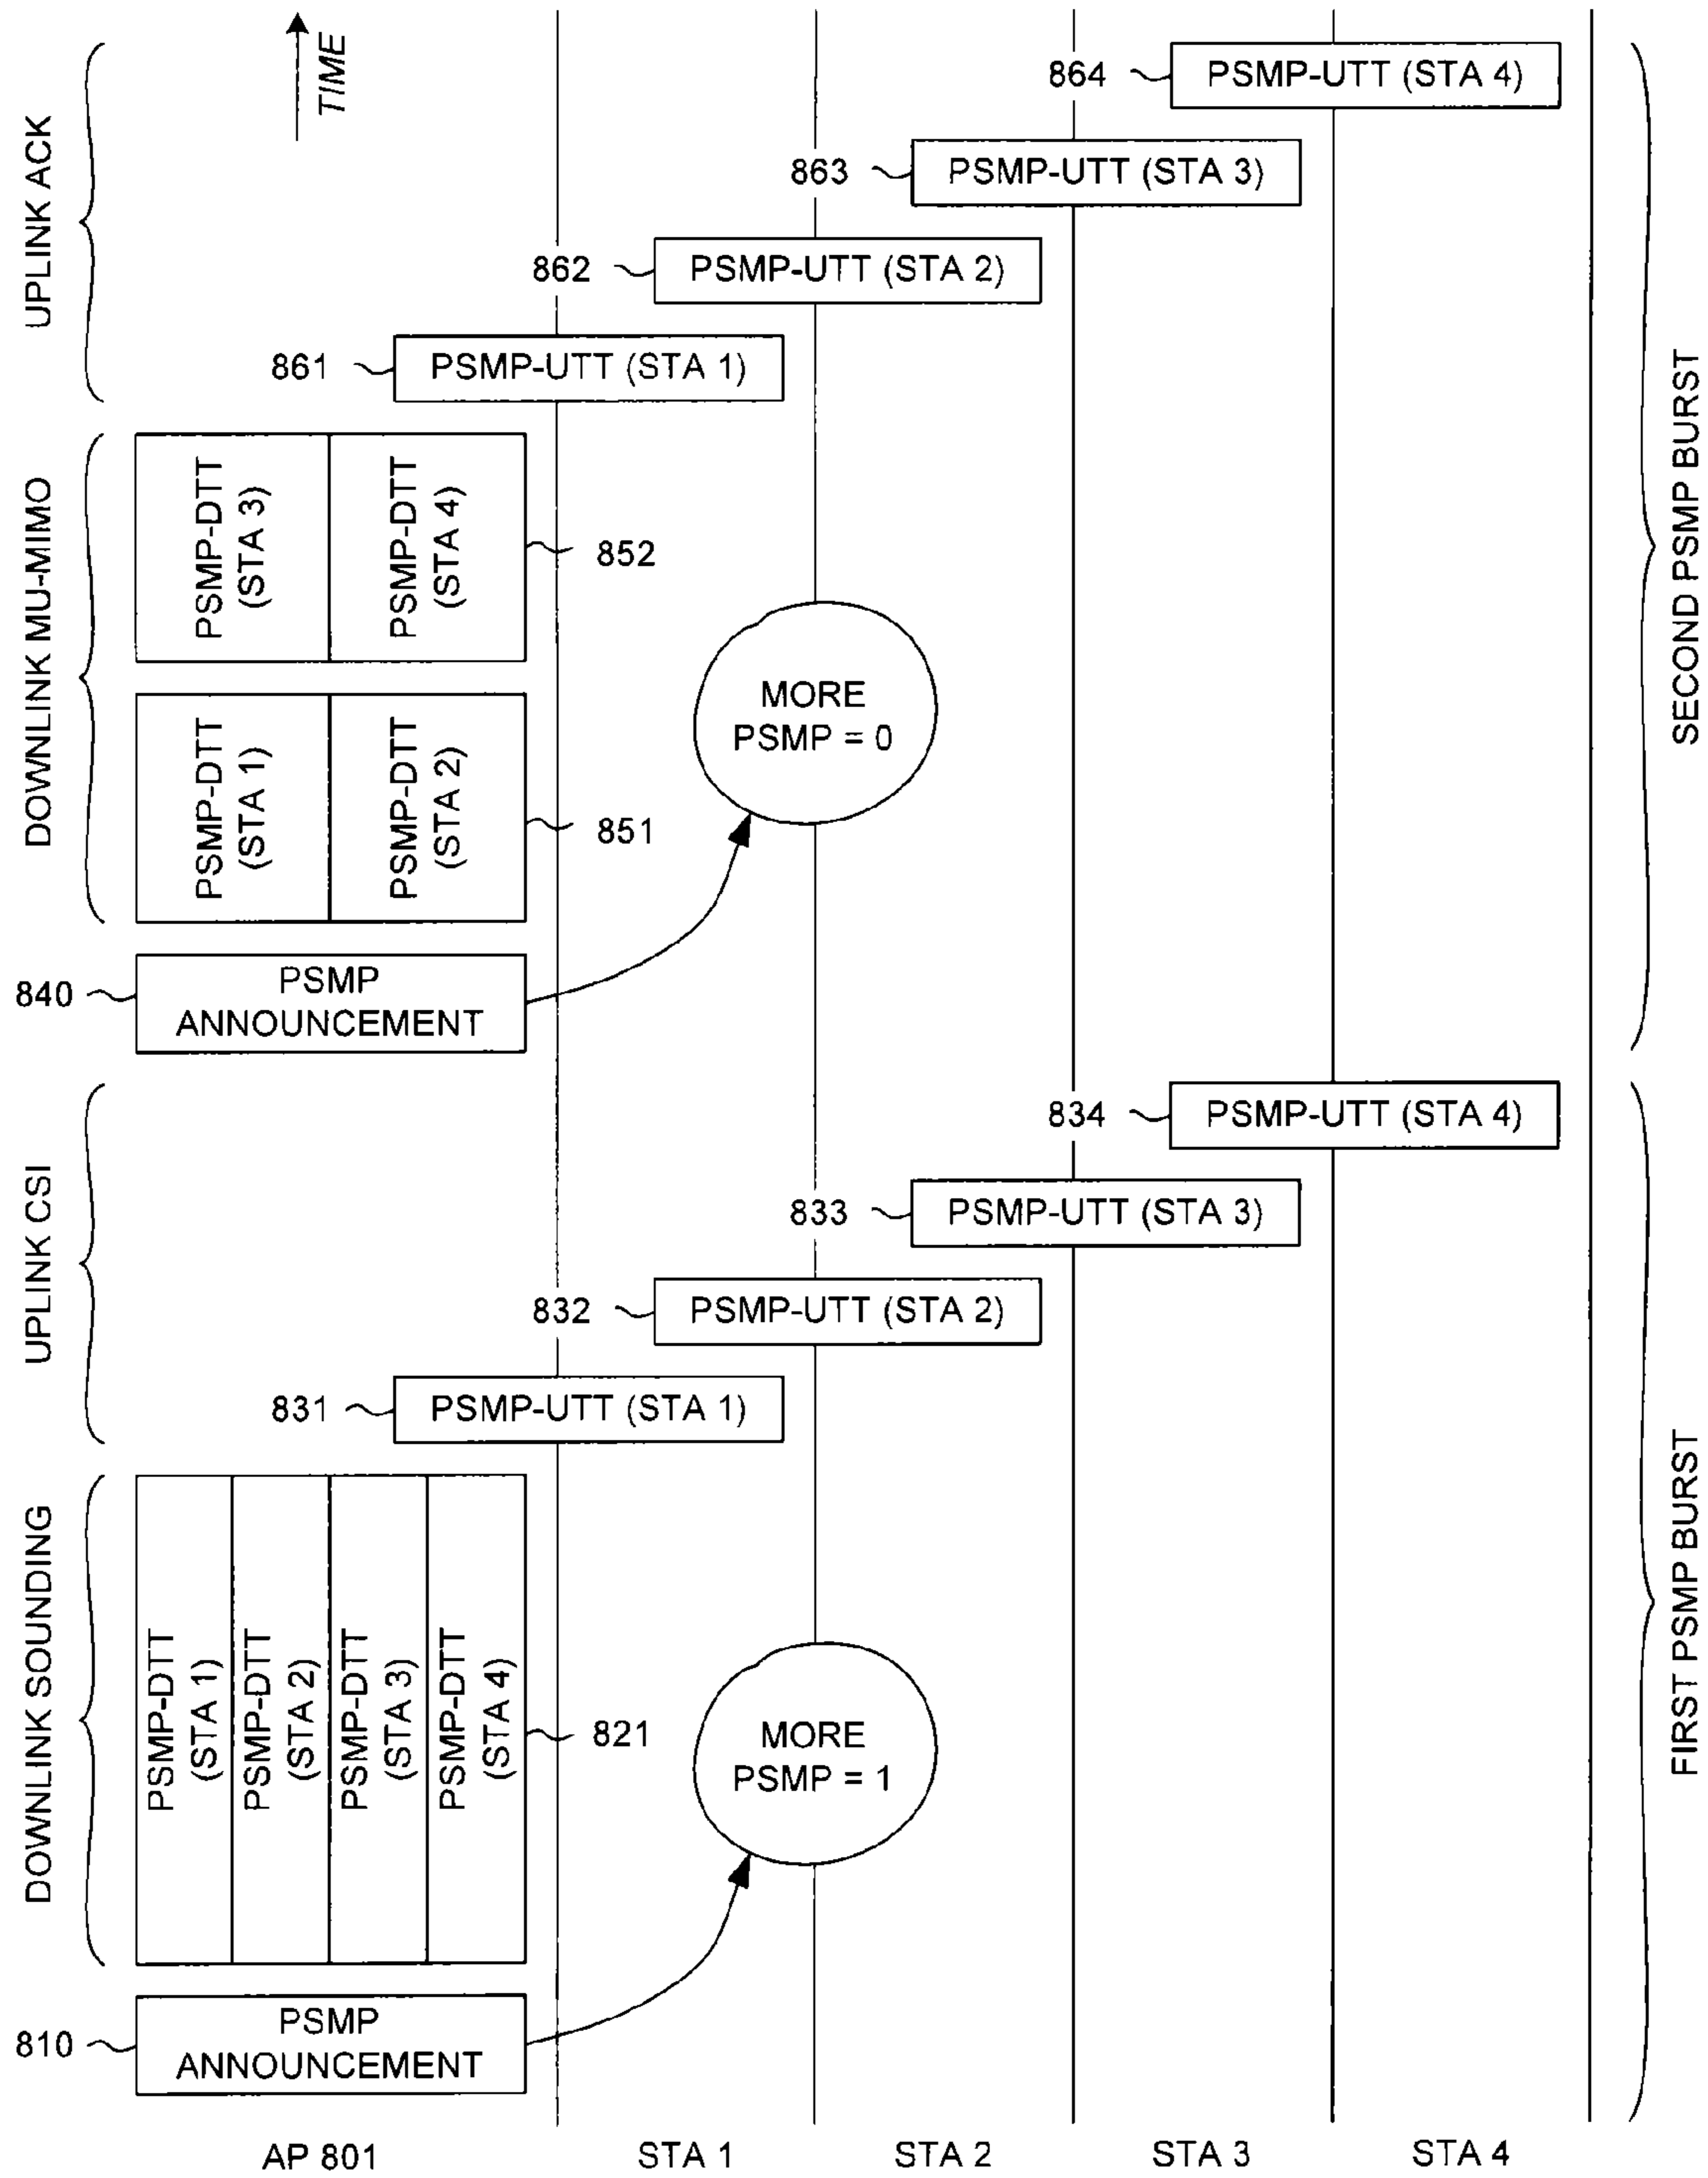 UPLINK ACK
TIME
864
PSMP-UTT (STA 4)
863
PSMP-UTT (STA 3)
862
PSMP-UTT (STA 2)
861
PSMP-UTT (STA 1)
DOWNLINK MU-MIMO
PSMP-DTT
(STA 3)
PSMP-DTT
(STA 4)
852
PSMP-DTT
(STA 1)
PSMP-DTT
(STA 2)
851
MORE
PSMP = 0
840
PSMP
ANNOUNCEMENT
SECOND PSMP BURST
UPLINK CSI
834
PSMP-UTT (STA 4)
833
PSMP-UTT (STA 3)
832
PSMP-UTT (STA 2)
831
PSMP-UTT (STA 1)
DOWNLINK SOUNDING
PSMP-DTT
(STA 1)
PSMP-DTT
(STA 2)
PSMP-DTT
(STA 3)
PSMP-DTT
(STA 4)
821
MORE
PSMP = 1
810
PSMP
ANNOUNCEMENT
FIRST PSMP BURST
AP 801
STA 1
STA 2
STA 3
STA 4